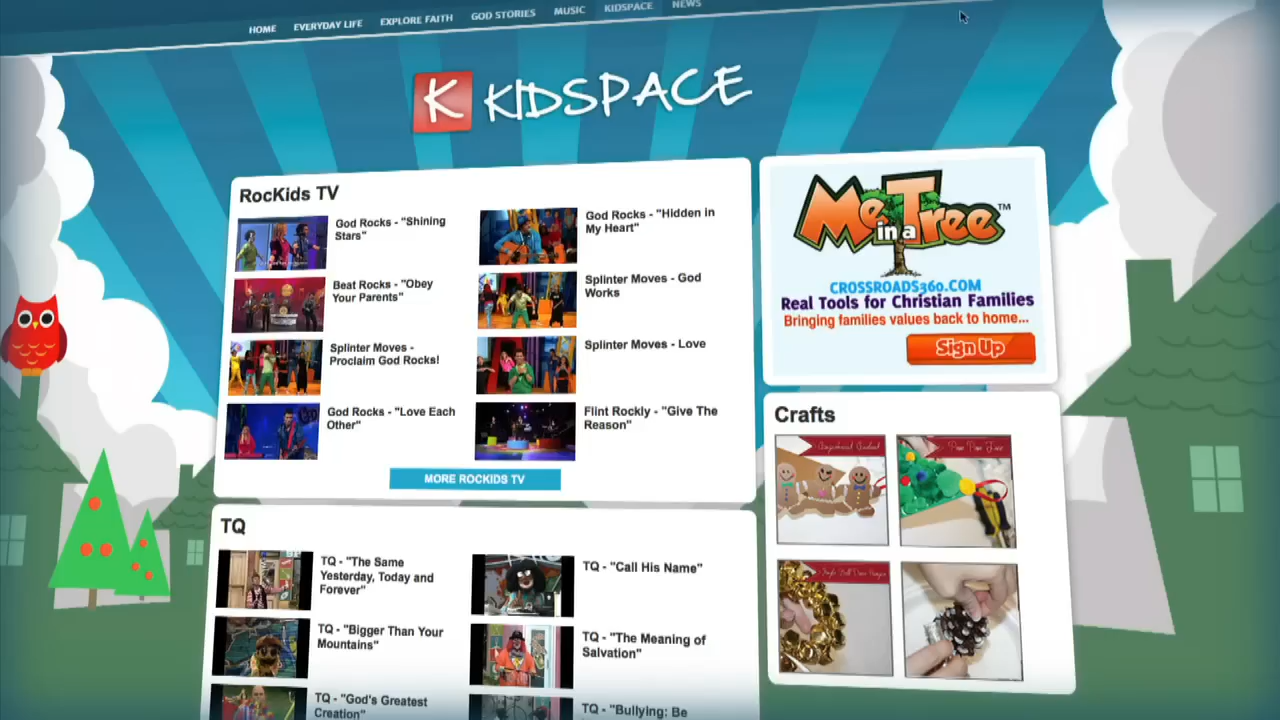 HOME EVERYDAY LIFE EXPLORE FAITH GOD STORIES MUSIC KIDSPACE NEWS
K KIDSPACE
RocKids TV
God Rocks - "Shining
Stars"
God Rocks - "Hidden in
My Heart"
Beat Rocks - "Obey
Your Parents"
Splinter Moves - God
Works
Splinter Moves -
Proclaim God Rocks!
Splinter Moves - Love
God Rocks - "Love Each
Other"
Flint Rockly - "Give The
Reason"
MORE ROCKIDS TV
TQ
TQ - "The Same
Yesterday, Today and
Forever"
TQ - "Call His Name"
TQ - "Bigger Than Your
Mountains"
TQ - "The Meaning of
Salvation"
TQ - "God's Greatest
Creation"
TQ - "Bullying: Be
Me in a Tree™
CROSSROADS360.COM
Real Tools for Christian Families
Bringing families values back to home...
Sign Up
Crafts
Pom Pom Tree